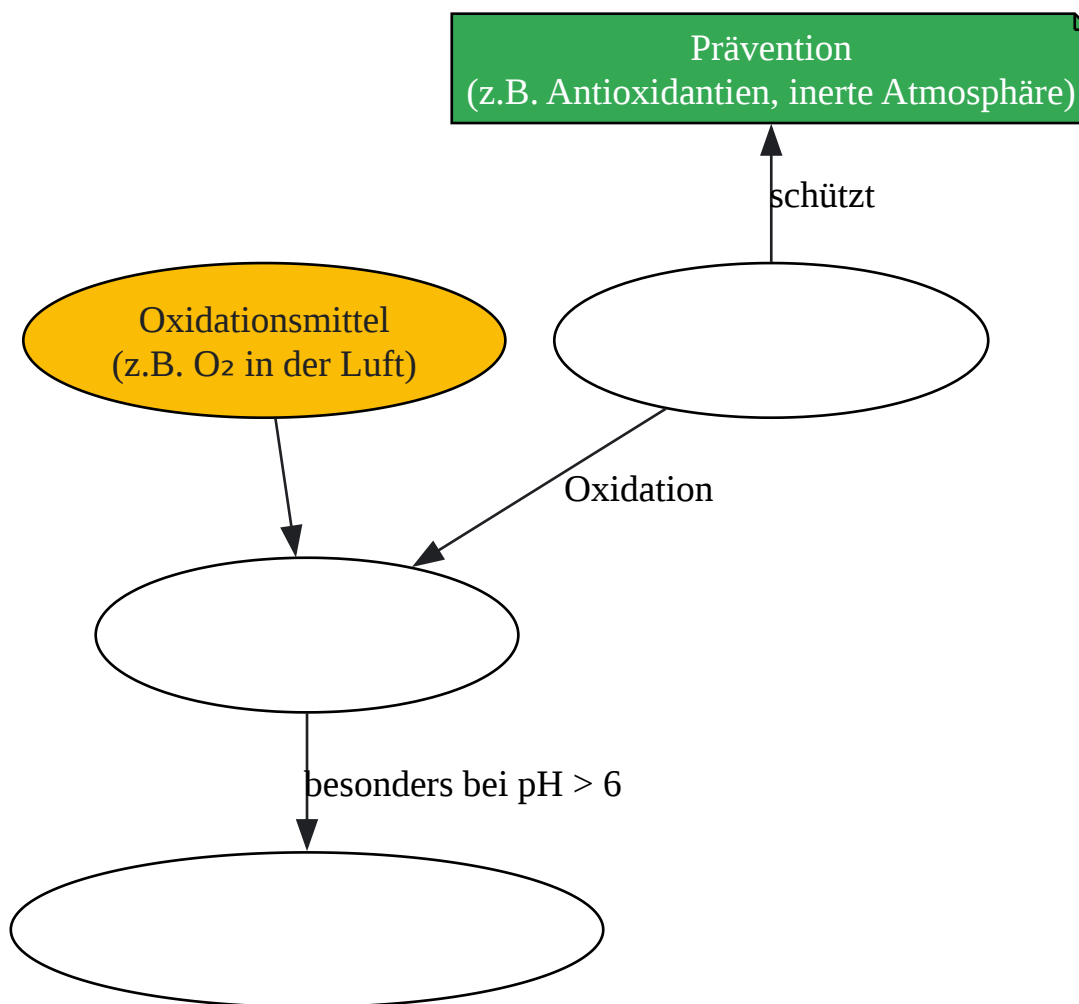 Prävention
(z.B. Antioxidantien, inerte Atmosphäre)
schützt
Oxidationsmittel
(z.B. O₂ in der Luft)
Oxidation
besonders bei pH > 6